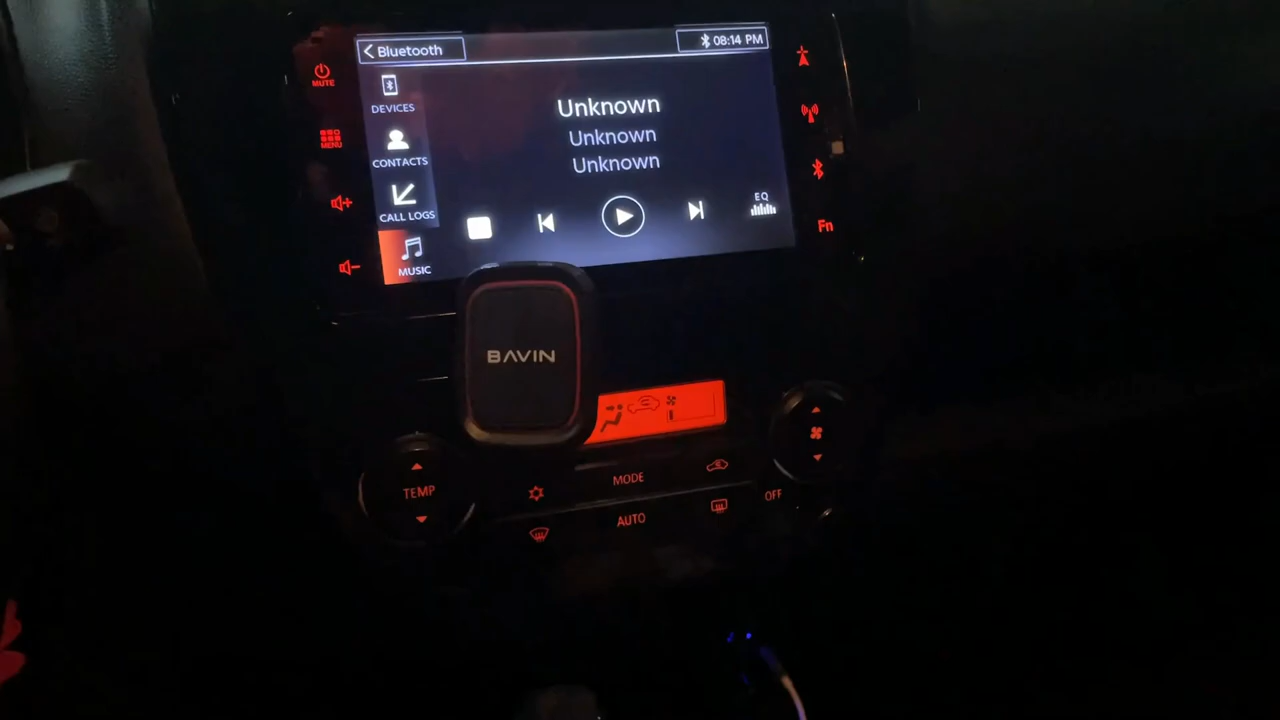 Bluetooth
08:14 PM
MUTE
DEVICES
Unknown
Unknown
Unknown
MENU
CONTACTS
CALL LOGS
EQ
Fn
MUSIC
BAVIN
TEMP
MODE
AUTO
OFF